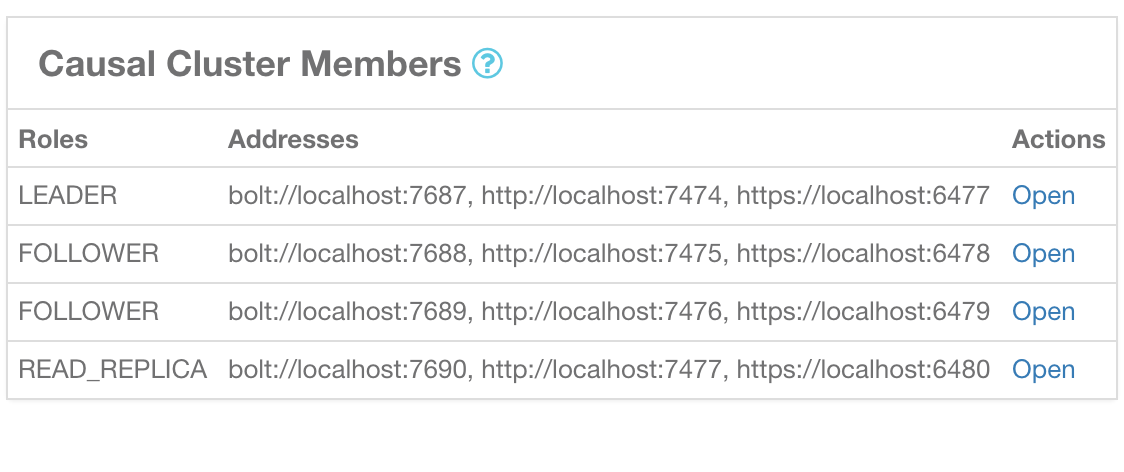 Causal Cluster Members ?
Roles Addresses Actions
LEADER bolt://localhost:7687, http://localhost:7474, https://localhost:6477 Open
FOLLOWER bolt://localhost:7688, http://localhost:7475, https://localhost:6478 Open
FOLLOWER bolt://localhost:7689, http://localhost:7476, https://localhost:6479 Open
READ_REPLICA bolt://localhost:7690, http://localhost:7477, https://localhost:6480 Open